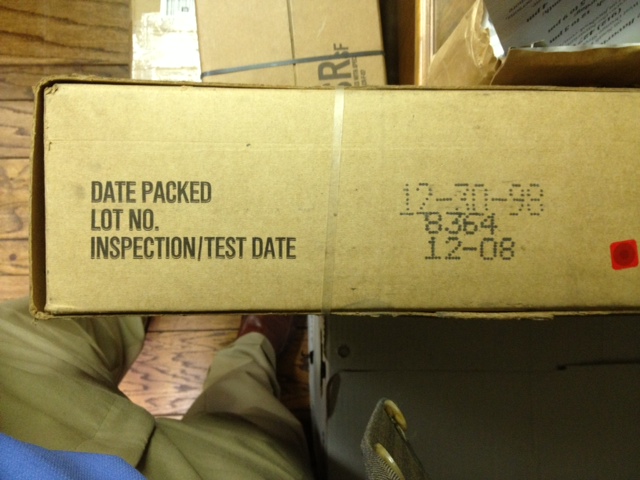 DATE PACKED 12-30-98
LOT NO. 8364
INSPECTION/TEST DATE 12-08